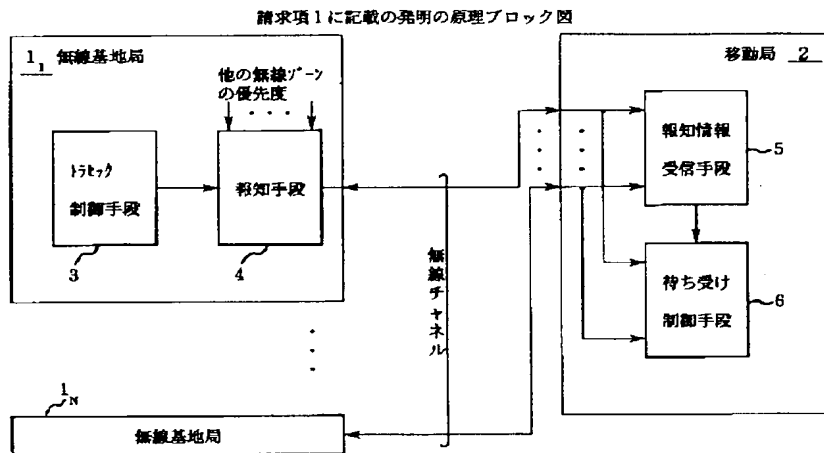 請求項1に記載の発明の原理ブロック図
1₁ 無線基地局
他の無線ゾーン
の優先度
・・・
トラヒック
制御手段
3
報知手段
4
無線チャネル
移動局 2
報知情報
受信手段
5
待ち受け
制御手段
6
1N
無線基地局